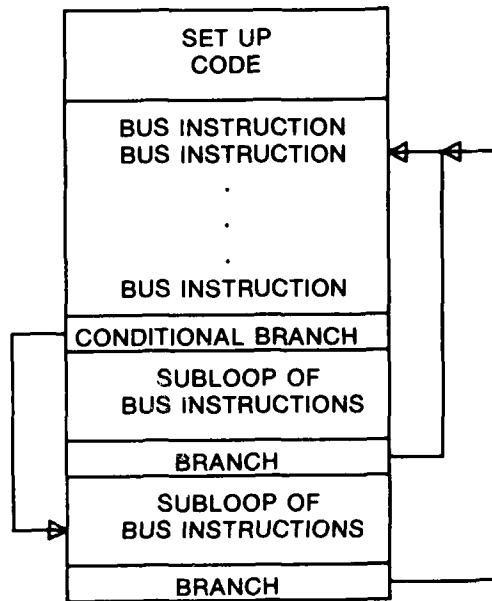 SET UP
CODE
BUS INSTRUCTION
BUS INSTRUCTION
.
.
.
BUS INSTRUCTION
CONDITIONAL BRANCH
SUBLOOP OF
BUS INSTRUCTIONS
BRANCH
SUBLOOP OF
BUS INSTRUCTIONS
BRANCH